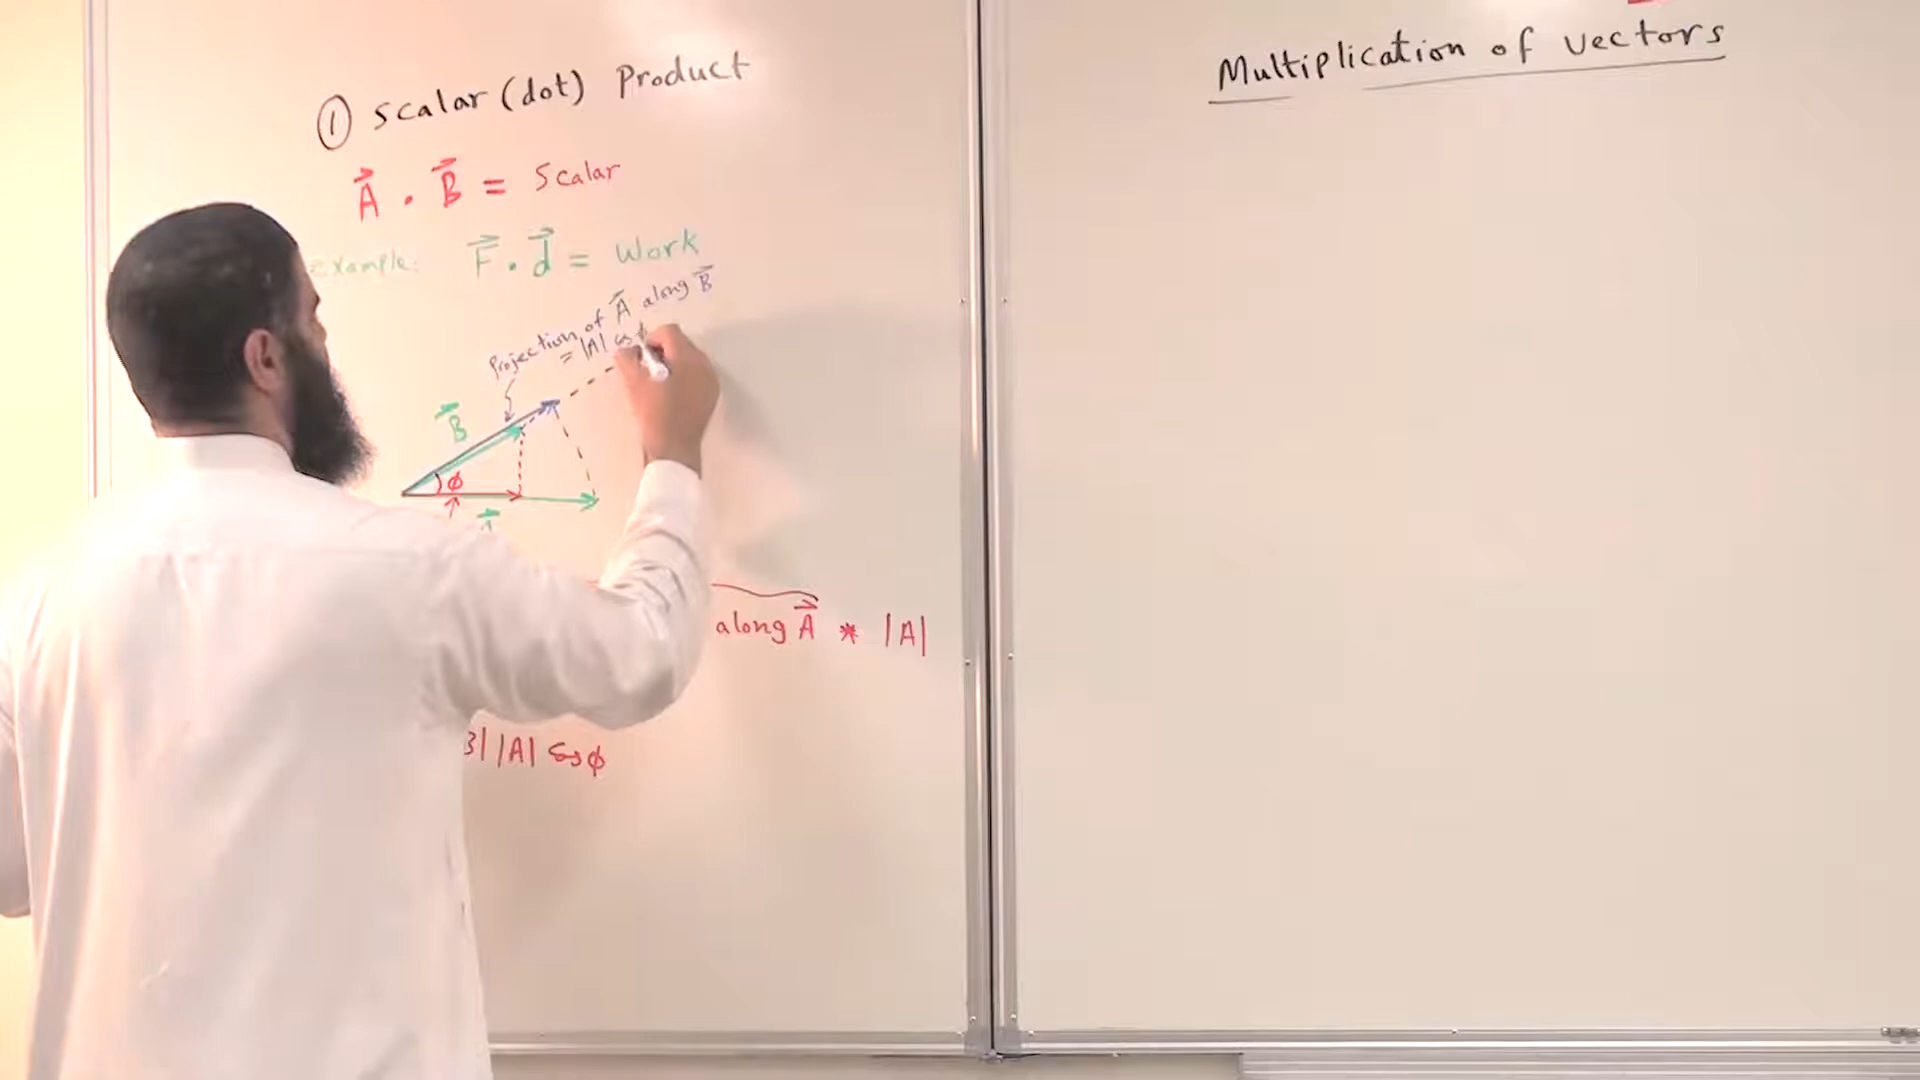 ① Scalar (dot) Product
A⃗ . B⃗ = Scalar
Example: F⃗ . d⃗ = Work
Projection of A⃗ along B⃗
= |A| cos
B⃗
ϕ
along A⃗ * |A|
| |A| cos ϕ
Multiplication of vectors